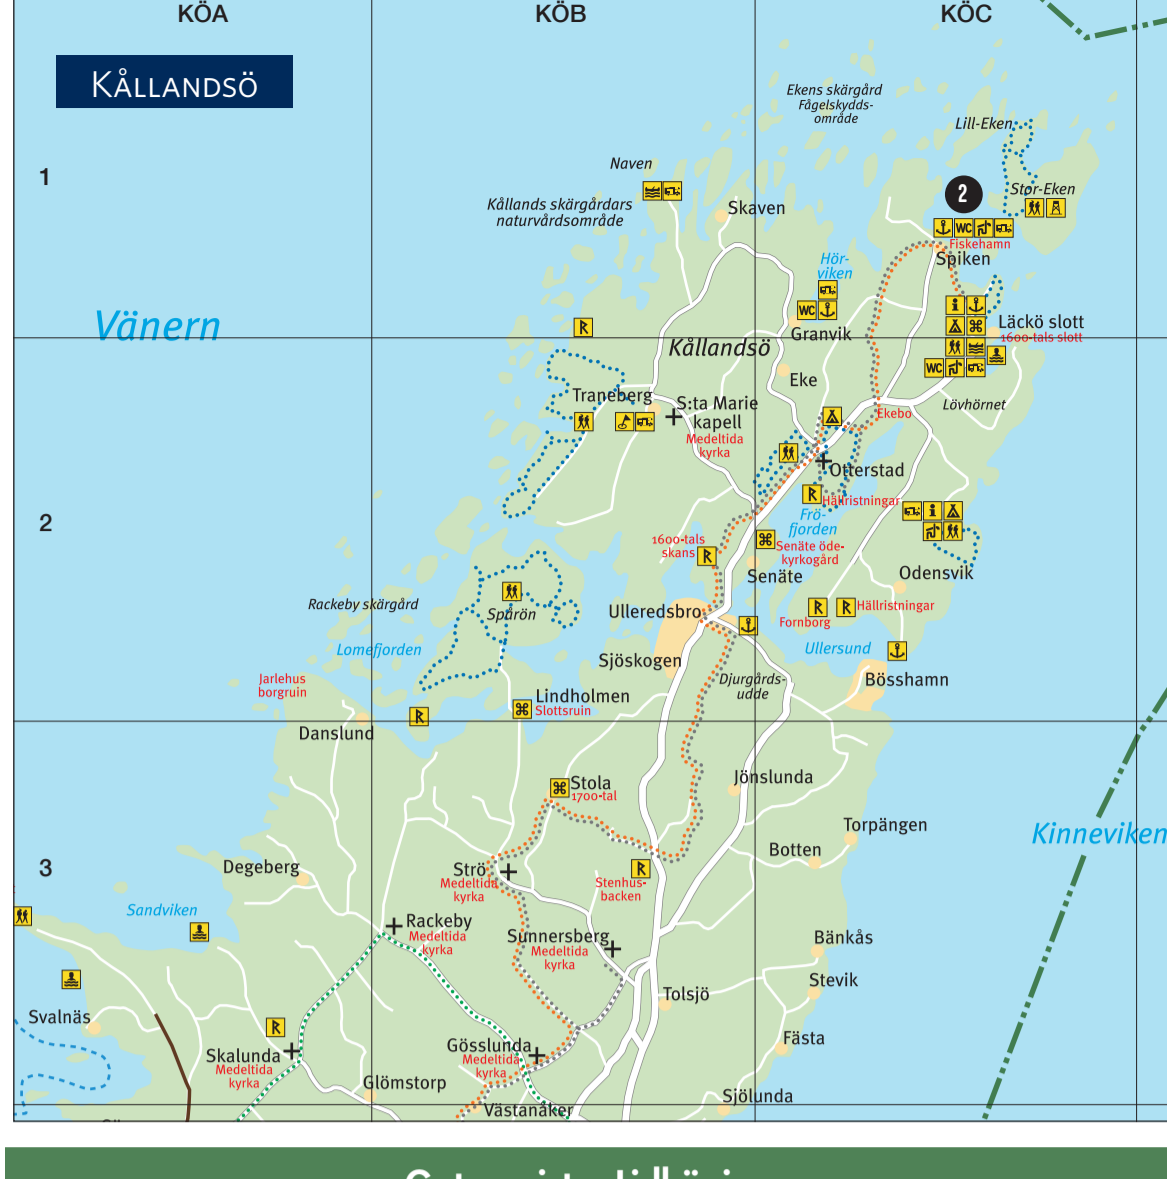 KÖA
KÖB
KÖC
KÅLLANDSÖ
Ekens skärgård
Fågelskydds-
område
Lill-Eken
1
Naven
2
Stor-Eken
Kållands skärgårdars
naturvårdsområde
Skaven
WC
Fiskehamn
Spiken
Hör-
viken
WC
Granvik
Vänern
Läckö slott
1600-tals slott
WC
Kållandsö
Eke
Traneberg
S:ta Marie
kapell
Medeltida
kyrka
Ekebo
Lövhörnet
Otterstad
Hällristningar
2
Frö-
fjorden
1600-tals
skans
Senäte öde-
kyrkogård
Senäte
Odensvik
Rackeby skärgård
Spårön
Ulleredsbro
Hällristningar
Fornborg
Lomefjorden
Ullersund
Sjöskogen
Jarlehus
borgruin
Djurgårds-
udde
Bösshamn
Lindholmen
Slottsruin
Danslund
Stola
1700-tal
Jönslunda
Torpängen
Kinneviken
Botten
3
Degeberg
Strö
Medeltida
kyrka
Stenhus-
backen
Sandviken
Rackeby
Medeltida
kyrka
Sunnersberg
Medeltida
kyrka
Bänkås
Stevik
Tolsjö
Svalnäs
Fästa
Skalunda
Medeltida
kyrka
Gösslunda
Medeltida
kyrka
Glömstorp
Sjölunda
Västanåker